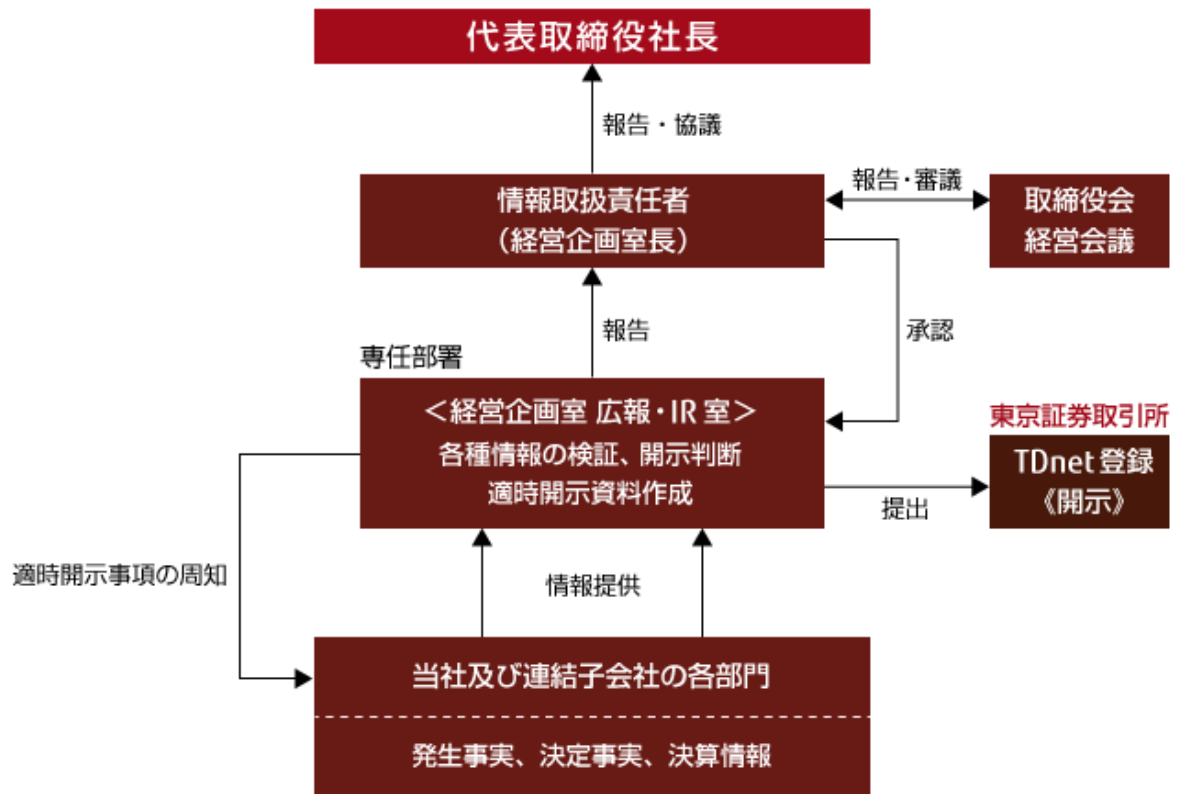 代表取締役社長
報告・協議
情報取扱責任者
（経営企画室長）
報告・審議
取締役会
経営会議
報告
承認
専任部署
＜経営企画室 広報・IR 室＞
各種情報の検証、開示判断
適時開示資料作成
東京証券取引所
TDnet 登録
《開示》
提出
適時開示事項の周知
情報提供
当社及び連結子会社の各部門
発生事実、決定事実、決算情報